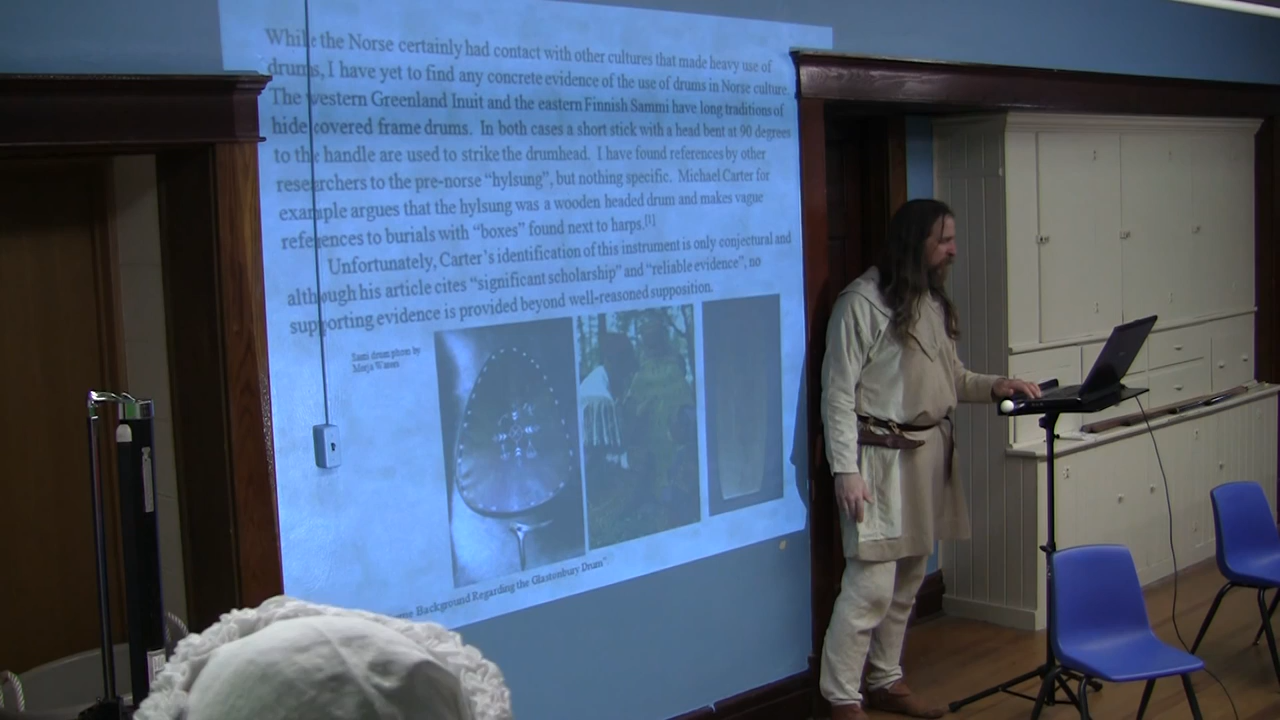 While the Norse certainly had contact with other cultures that made heavy use of
drums, I have yet to find any concrete evidence of the use of drums in Norse culture.
The western Greenland Inuit and the eastern Finnish Sammi have long traditions of
hide covered frame drums. In both cases a short stick with a head bent at 90 degrees
to the handle are used to strike the drumhead. I have found references by other
researchers to the pre-norse “hylsung”, but nothing specific. Michael Carter for
example argues that the hylsung was a wooden headed drum and makes vague
references to burials with “boxes” found next to harps.[1]
Unfortunately, Carter’s identification of this instrument is only conjectural and
although his article cites “significant scholarship” and “reliable evidence”, no
supporting evidence is provided beyond well-reasoned supposition.
Sami drum photo by
Background Regarding the Glastenbury Drum”